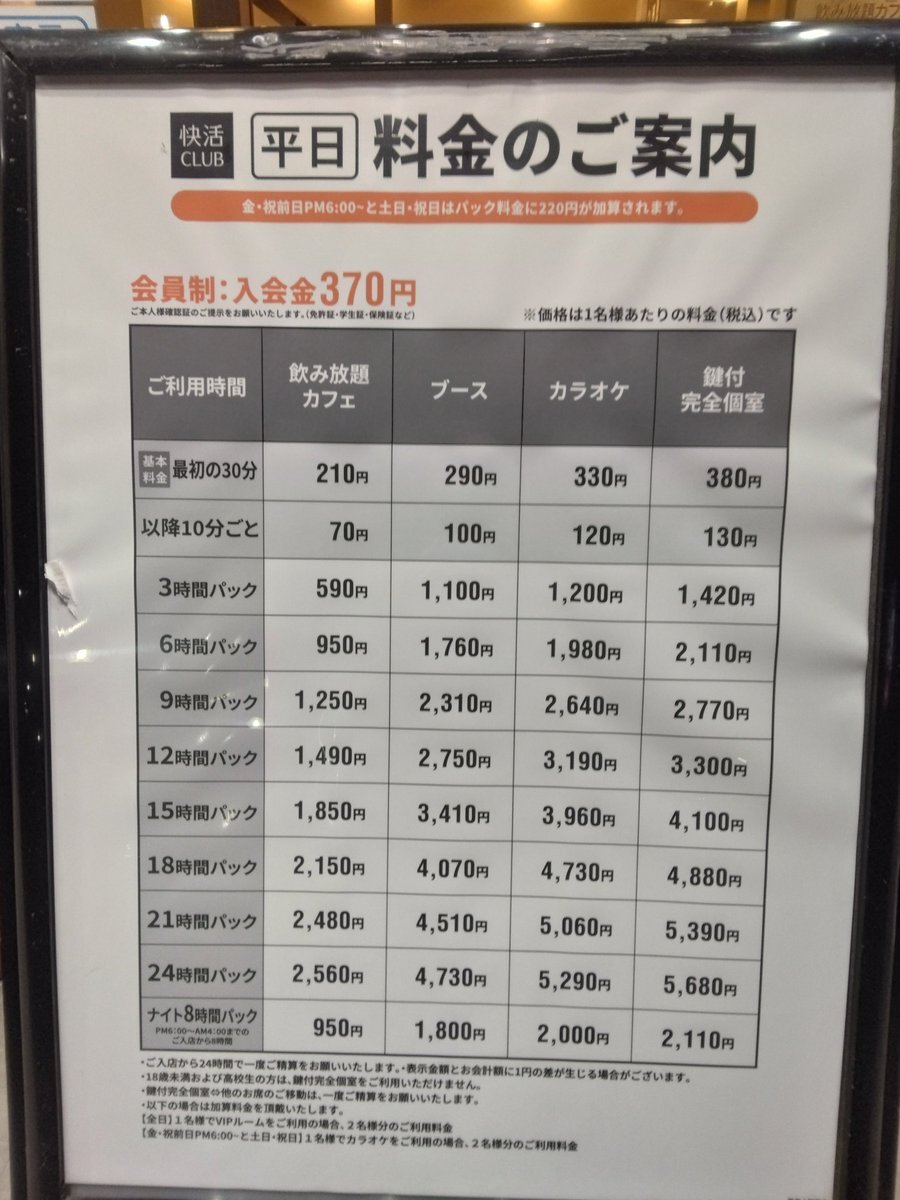 飲み放題カフ
快活
CLUB
平日 料金のご案内
金・祝前日PM6:00~と土日・祝日はパック料金に220円が加算されます。
会員制：入会金370円
ご本人様確認証のご提示をお願いいたします。（免許証・学生証・保険証など）
※価格は1名様あたりの料金（税込）です
ご利用時間 飲み放題カフェ ブース カラオケ 鍵付完全個室
基本料金 最初の30分 210円 290円 330円 380円
以降10分ごと 70円 100円 120円 130円
3時間パック 590円 1,100円 1,200円 1,420円
6時間パック 950円 1,760円 1,980円 2,110円
9時間パック 1,250円 2,310円 2,640円 2,770円
12時間パック 1,490円 2,750円 3,190円 3,300円
15時間パック 1,850円 3,410円 3,960円 4,100円
18時間パック 2,150円 4,070円 4,730円 4,880円
21時間パック 2,480円 4,510円 5,060円 5,390円
24時間パック 2,560円 4,730円 5,290円 5,680円
ナイト8時間パック 950円 1,800円 2,000円 2,110円
PM6:00〜AM4:00までの
ご入店から8時間
・ご入店から24時間で一度ご精算をお願いいたします。・表示金額とお会計額に1円の差が生じる場合がございます。
・18歳未満および高校生の方は、鍵付完全個室をご利用いただけません。
・鍵付完全個室⇔他のお席のご移動は、一度ご精算をお願いいたします。
・以下の場合は加算料金を頂戴いたします。
【全日】1名様でVIPルームをご利用の場合、2名様分のご利用料金
【金・祝前日PM6:00~と土日・祝日】1名様でカラオケをご利用の場合、2名様分のご利用料金